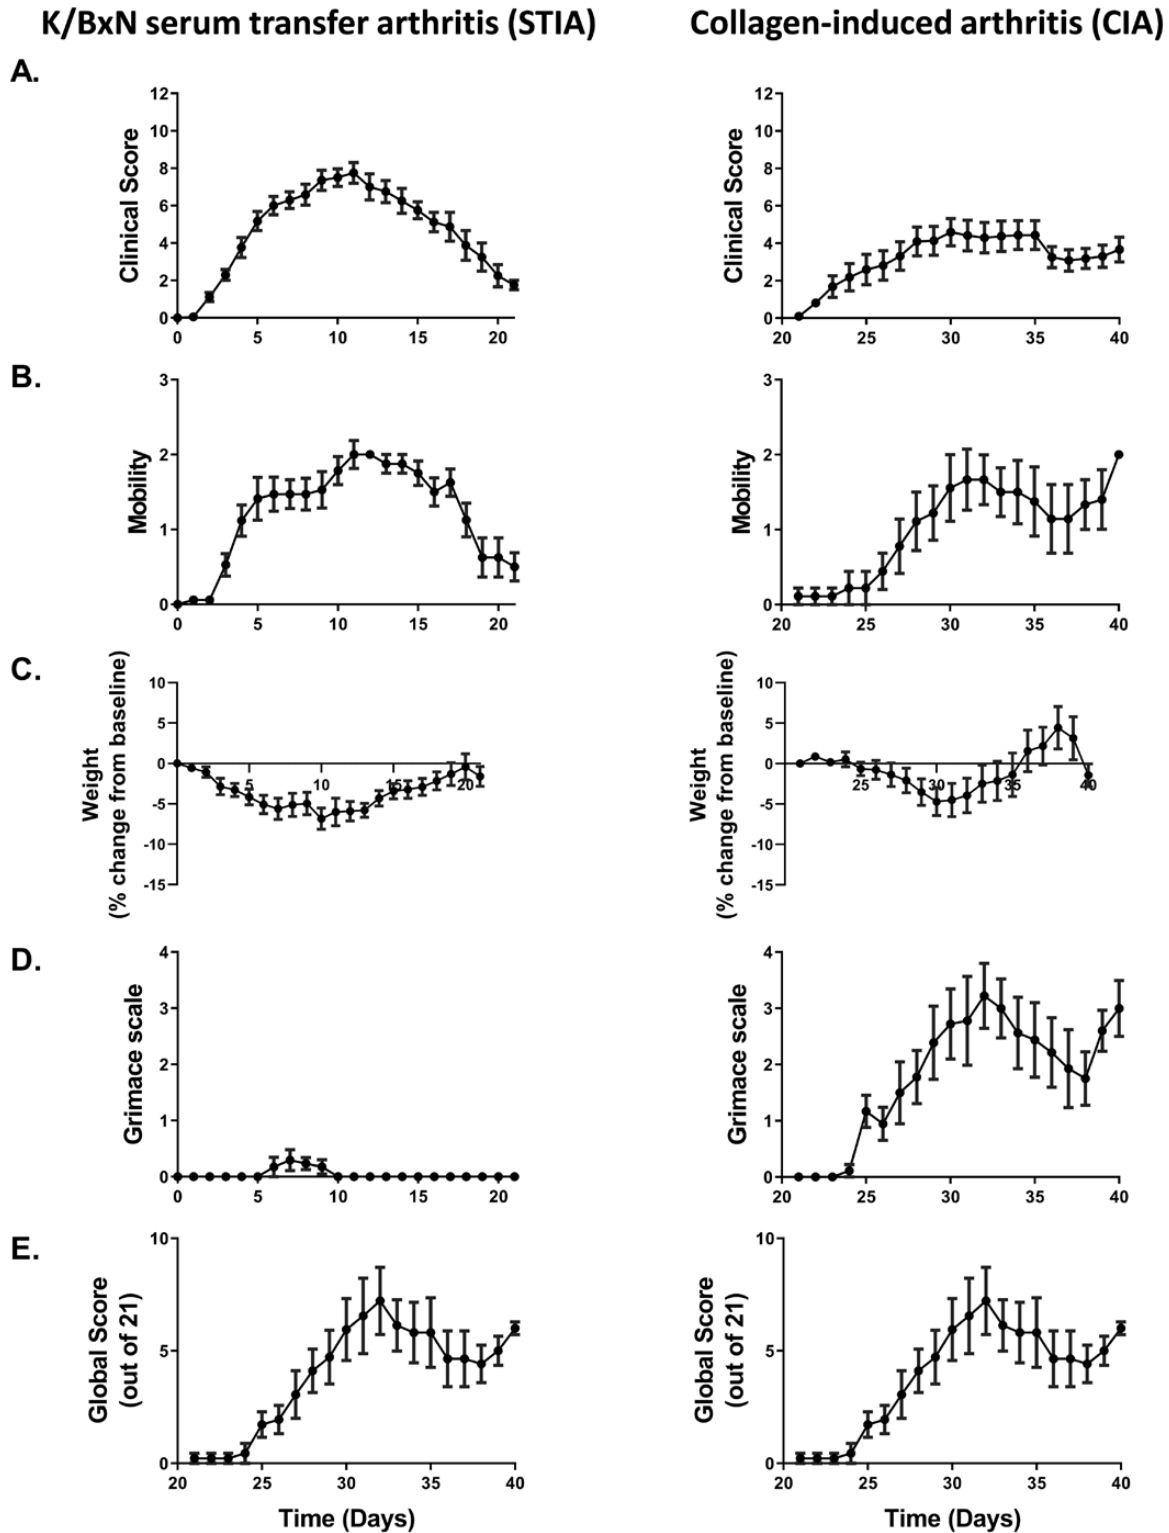 K/BxN serum transfer arthritis (STIA)
Collagen-induced arthritis (CIA)
A.
Clinical Score
12
10
8
6
4
2
0
0 5 10 15 20
Clinical Score
12
10
8
6
4
2
0
20 25 30 35 40
B.
Mobility
3
2
1
0
0 5 10 15 20
Mobility
3
2
1
0
20 25 30 35 40
C.
Weight
(% change from baseline)
10
5
0
-5
-10
-15
5 10 15 20
Weight
(% change from baseline)
10
5
0
-5
-10
-15
25 30 35 40
D.
Grimace scale
4
3
2
1
0
0 5 10 15 20
Grimace scale
4
3
2
1
0
20 25 30 35 40
E.
Global Score
(out of 21)
10
5
0
20 25 30 35 40
Time (Days)
Global Score
(out of 21)
10
5
0
20 25 30 35 40
Time (Days)